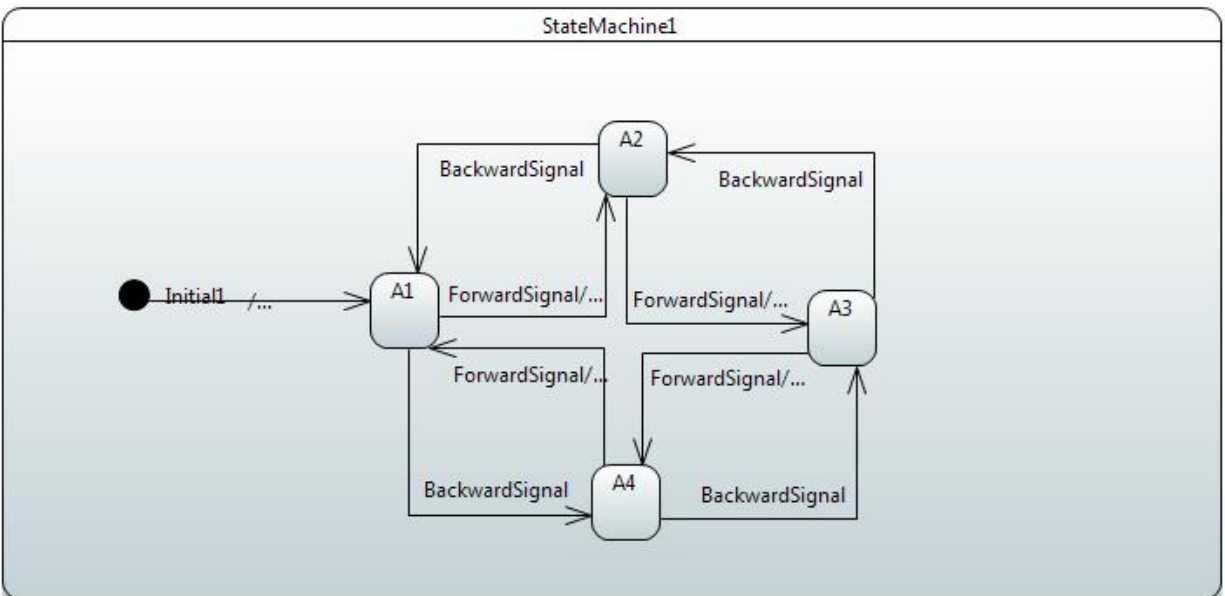 StateMachine1
A2
BackwardSignal
BackwardSignal
Initial1 /...
A1
ForwardSignal/...
ForwardSignal/...
A3
ForwardSignal/...
ForwardSignal/...
BackwardSignal
A4
BackwardSignal